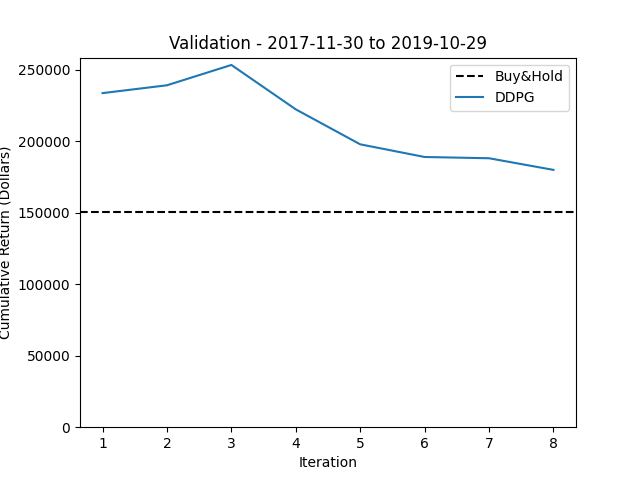 Validation - 2017-11-30 to 2019-10-29
250000
200000
150000
100000
50000
0
Cumulative Return (Dollars)
Buy&Hold
DDPG
1 2 3 4 5 6 7 8
Iteration